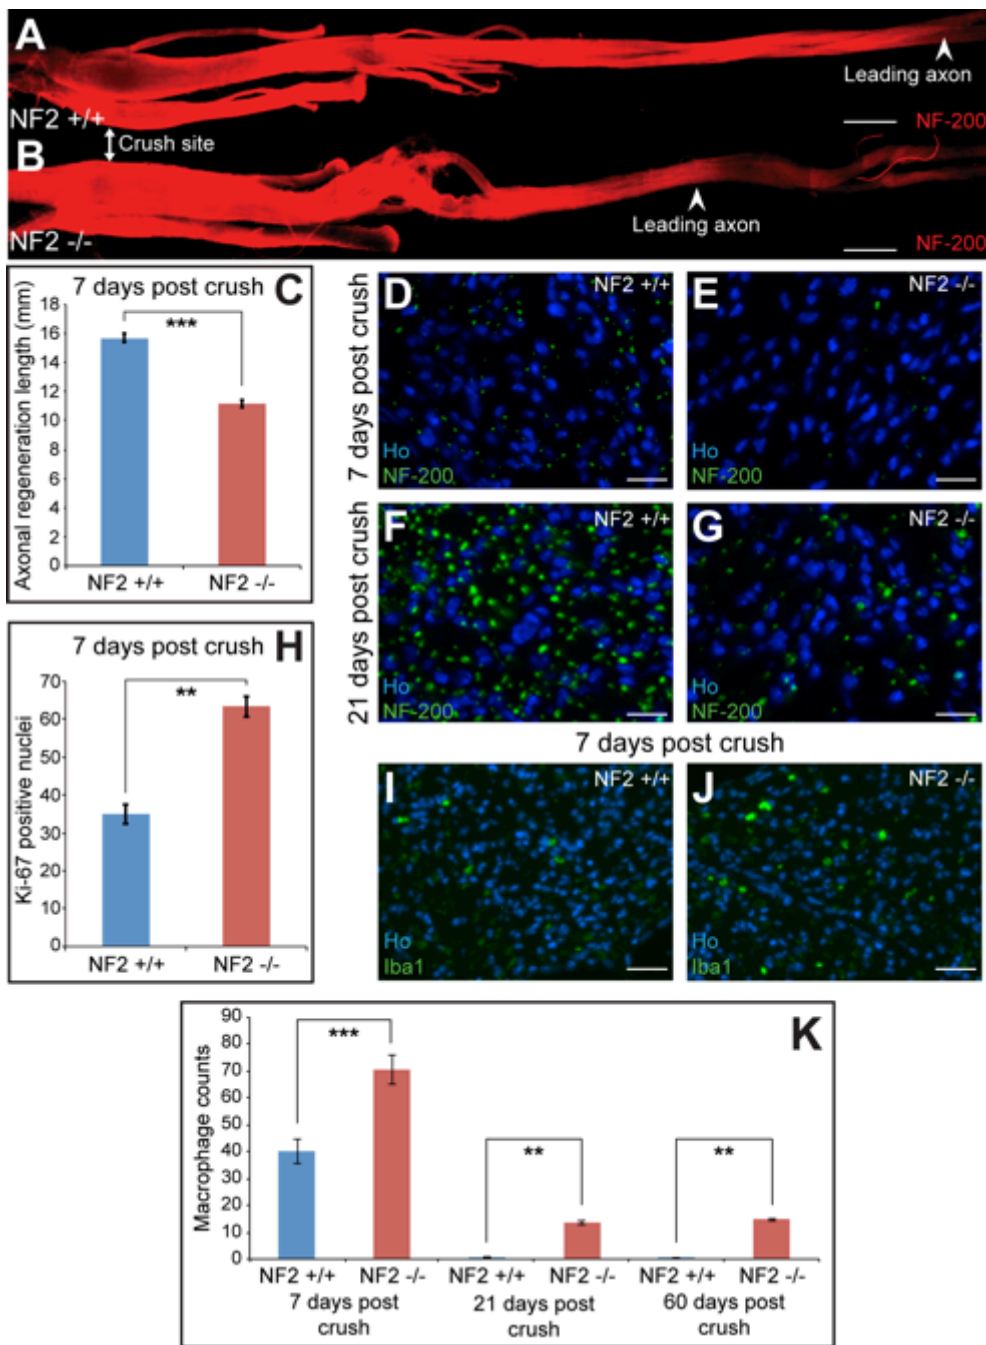 A
Leading axon
NF2 +/+
NF-200
Crush site
B
Leading axon
NF2 -/-
NF-200
7 days post crush
C
Axonal regeneration length (mm)
18
16
14
12
10
8
6
4
2
0
***
NF2 +/+
NF2 -/-
7 days post crush
D
NF2 +/+
Ho
NF-200
E
NF2 -/-
Ho
NF-200
21 days post crush
F
NF2 +/+
Ho
NF-200
G
NF2 -/-
Ho
NF-200
7 days post crush
H
Ki-67 positive nuclei
70
60
50
40
30
20
10
0
**
NF2 +/+
NF2 -/-
7 days post crush
I
NF2 +/+
Ho
Iba1
J
NF2 -/-
Ho
Iba1
K
Macrophage counts
90
80
70
60
50
40
30
20
10
0
***
**
**
NF2 +/+ NF2 -/- NF2 +/+ NF2 -/- NF2 +/+ NF2 -/-
7 days post crush
21 days post crush
60 days post crush